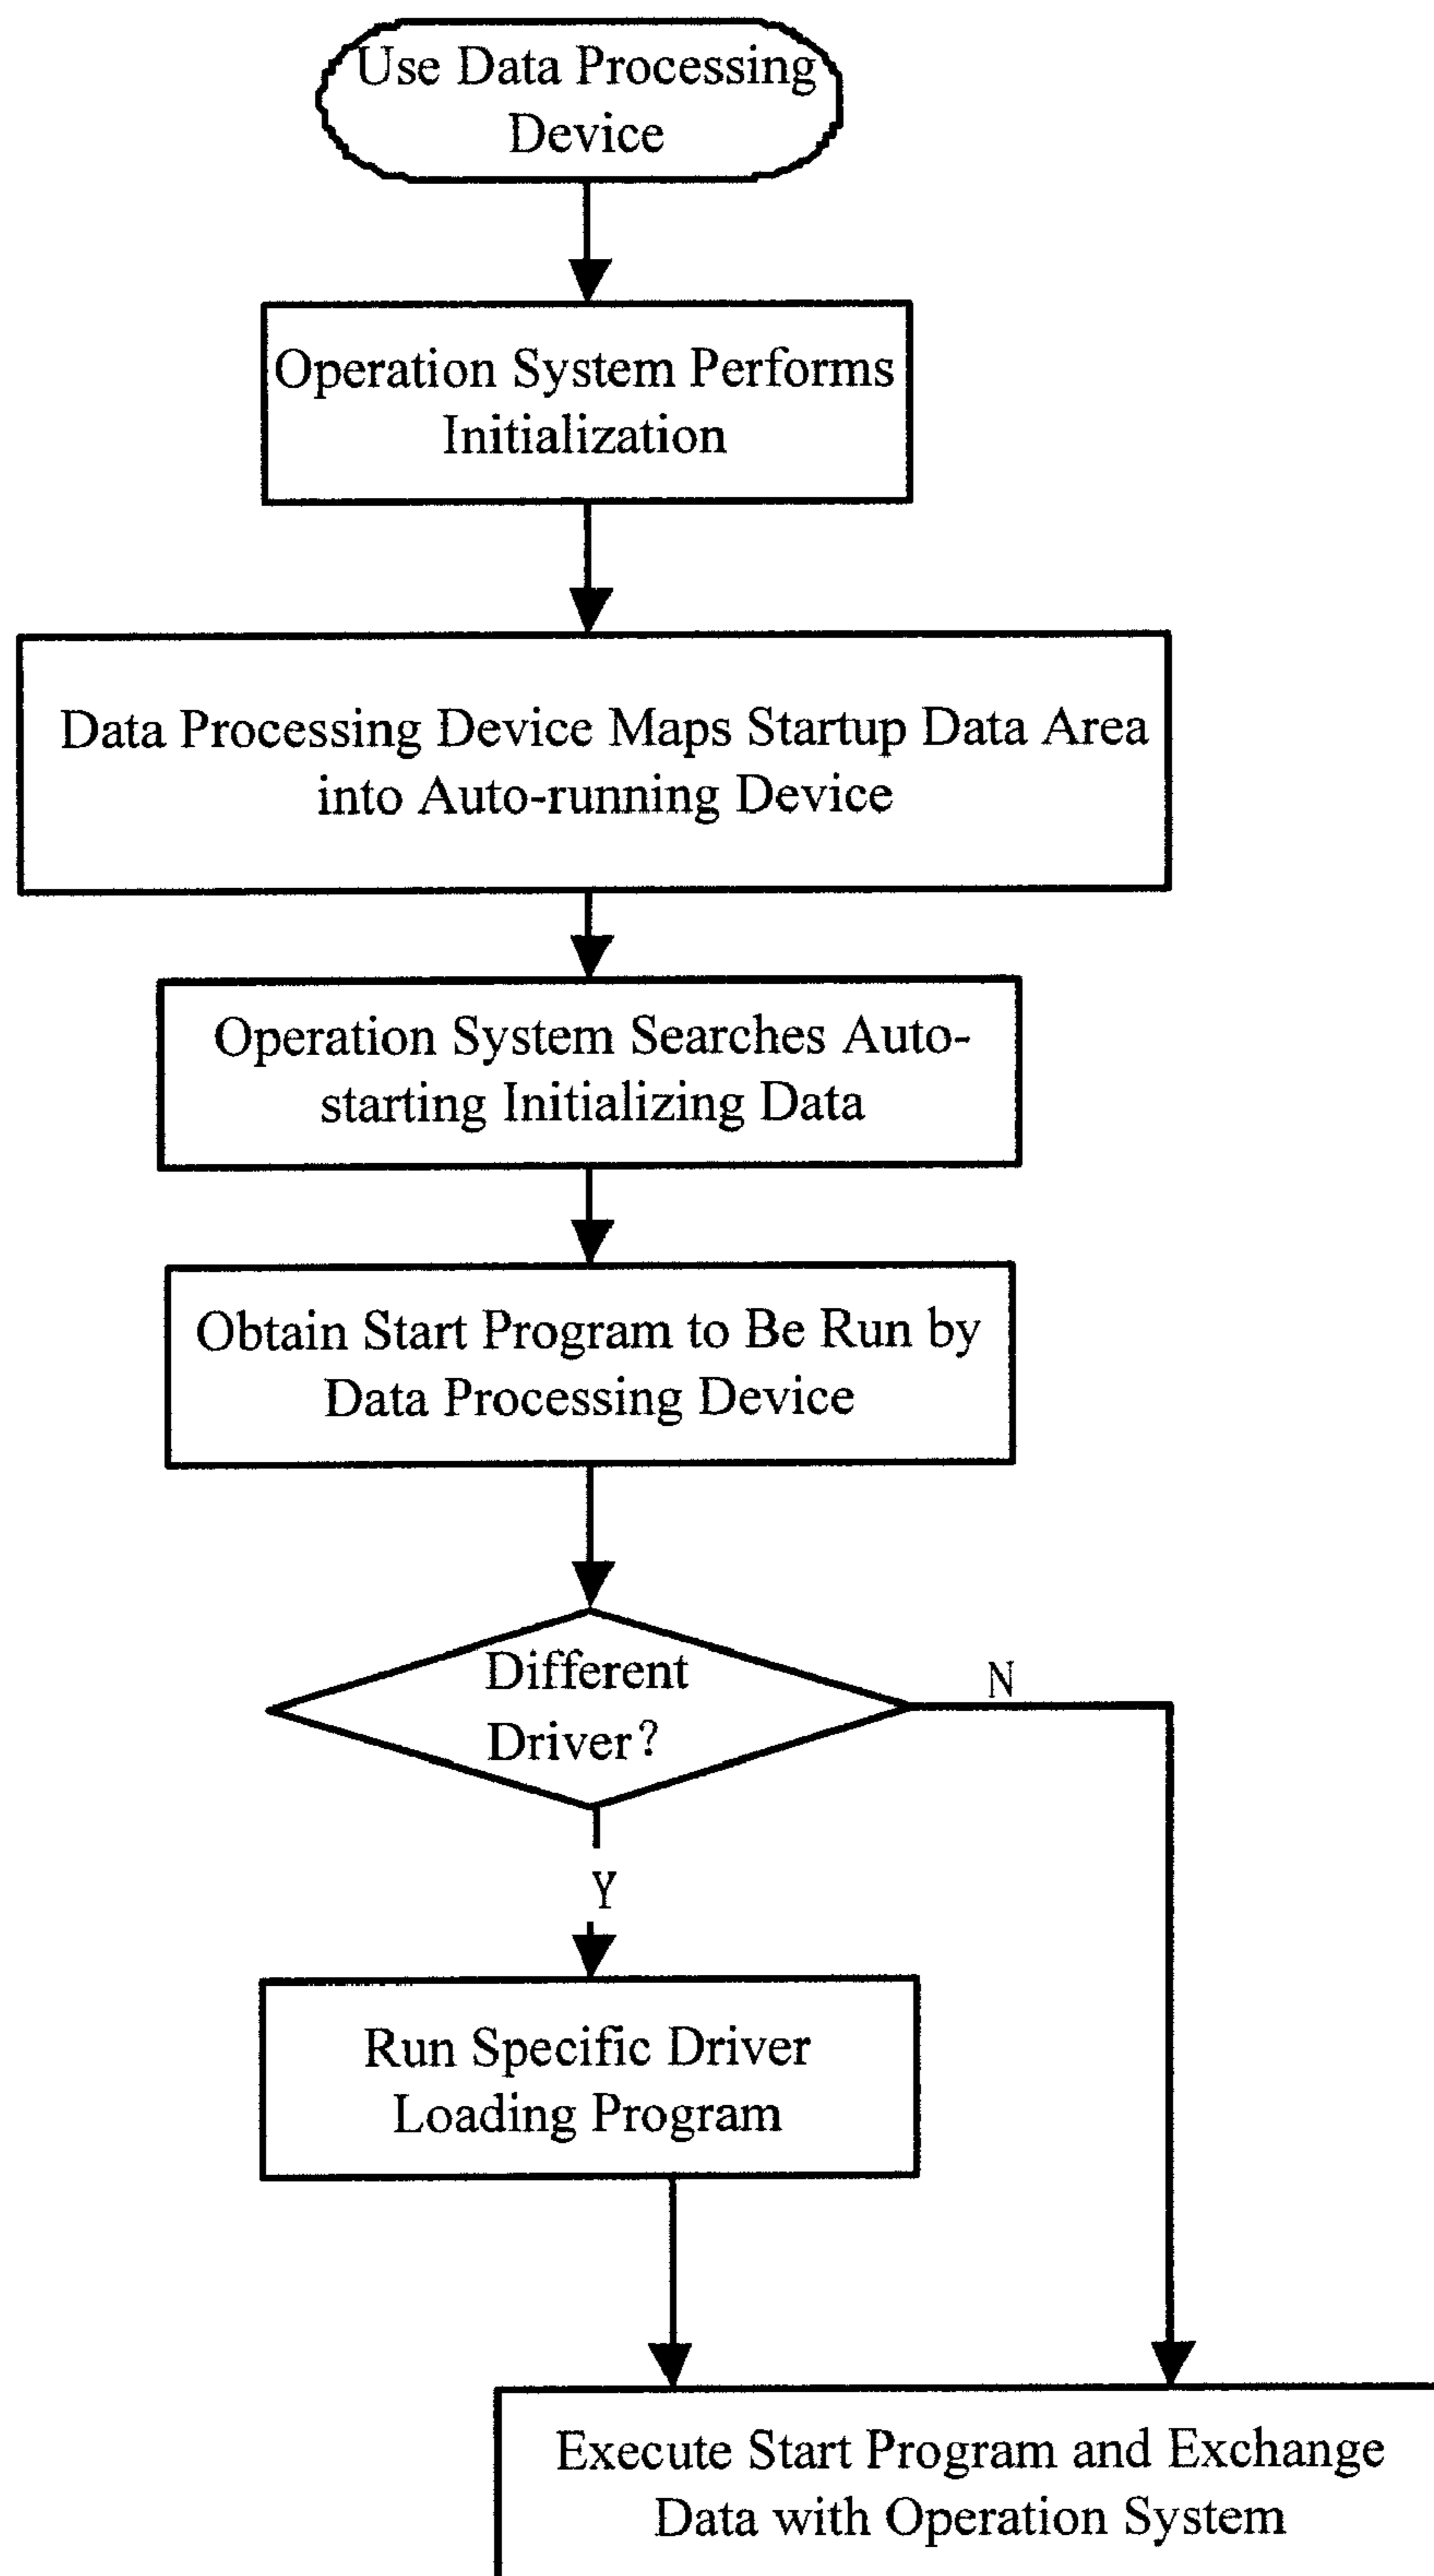 Use Data Processing
Device
Operation System Performs
Initialization
Data Processing Device Maps Startup Data Area
into Auto-running Device
Operation System Searches Auto-
starting Initializing Data
Obtain Start Program to Be Run by
Data Processing Device
Different
Driver?
N
Y
Run Specific Driver
Loading Program
Execute Start Program and Exchange
Data with Operation System